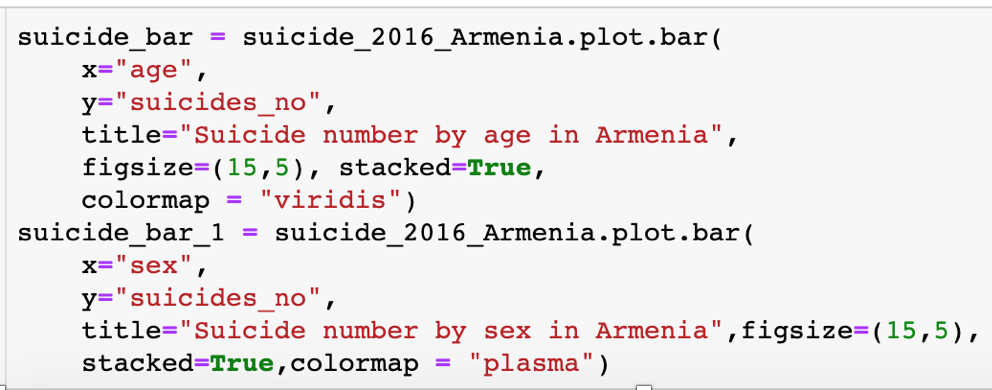 suicide_bar = suicide_2016_Armenia.plot.bar(
    x="age",
    y="suicides_no",
    title="Suicide number by age in Armenia",
    figsize=(15,5), stacked=True,
    colormap = "viridis")
suicide_bar_1 = suicide_2016_Armenia.plot.bar(
    x="sex",
    y="suicides_no",
    title="Suicide number by sex in Armenia",figsize=(15,5),
    stacked=True,colormap = "plasma")